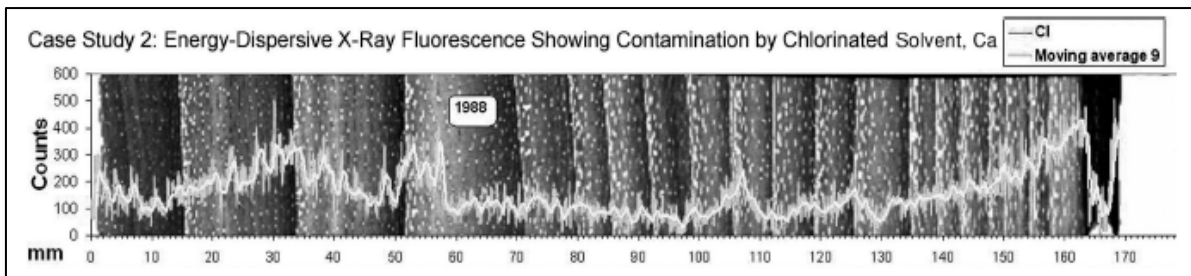 Case Study 2: Energy-Dispersive X-Ray Fluorescence Showing Contamination by Chlorinated Solvent, Ca
Cl
Moving average 9
600
500
400
300
200
100
0
Counts
1988
mm
0 10 20 30 40 50 60 70 80 90 100 110 120 130 140 150 160 170